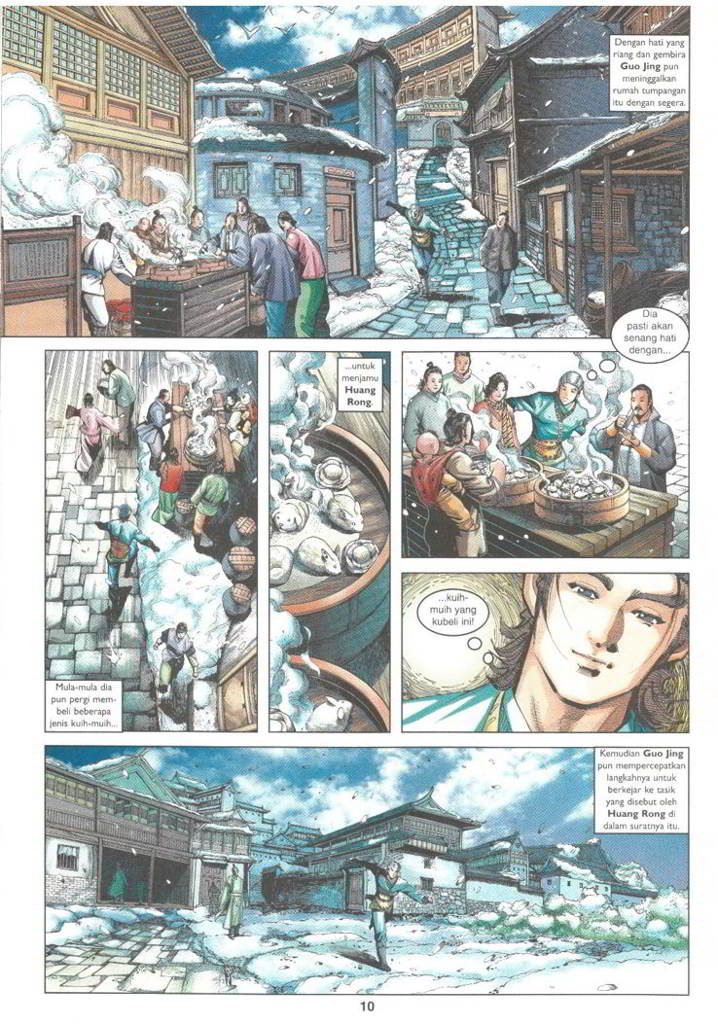 Dengan hati yang
riang dan gembira
Guo Jing pun
meninggalkan
rumah tumpangan
itu dengan segera.
Mula-mula dia
pun pergi mem-
beli beberapa
jenis kuih-muih...
...untuk
menjamu
Huang
Rong.
Dia
pasti akan
senang hati
dengan...
...kuih-
muih yang
kubeli ini!
Kemudian Guo Jing
pun mempercepatkan
langkahnya untuk
berkejar ke tasik
yang disebut oleh
Huang Rong di
dalam suratnya itu.
10